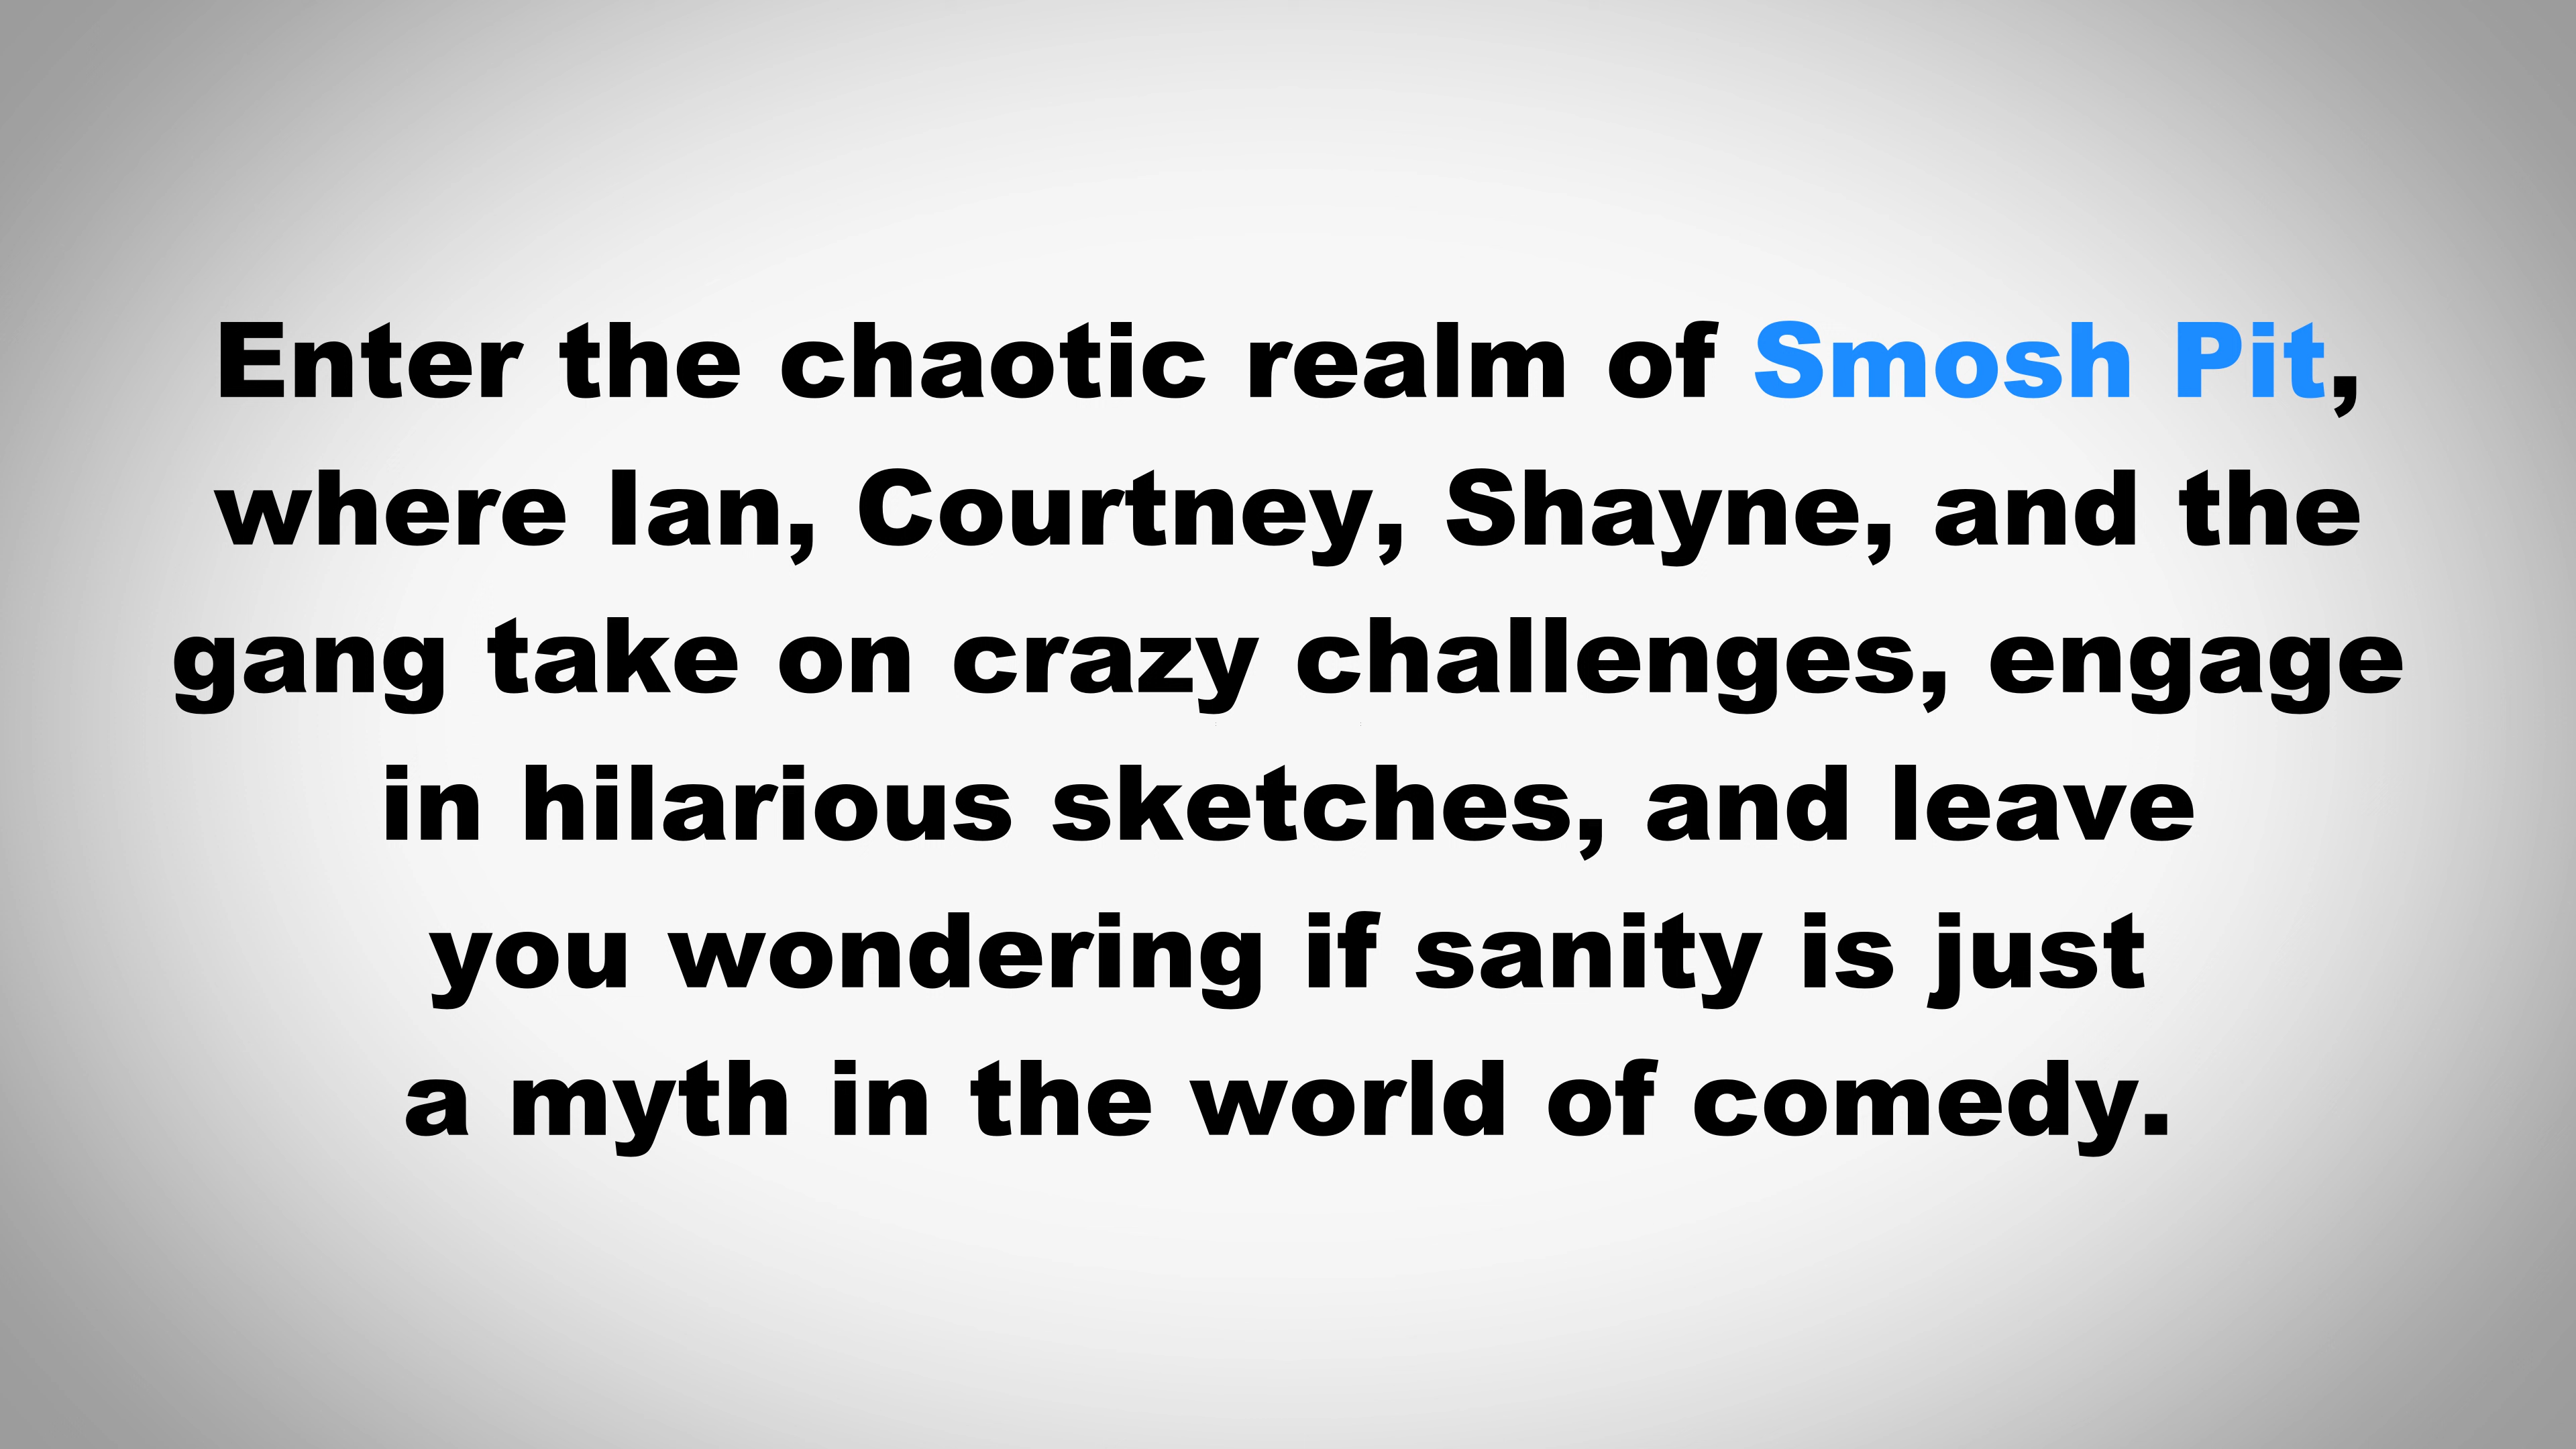 Enter the chaotic realm of Smosh Pit,
where Ian, Courtney, Shayne, and the
gang take on crazy challenges, engage
in hilarious sketches, and leave
you wondering if sanity is just
a myth in the world of comedy.